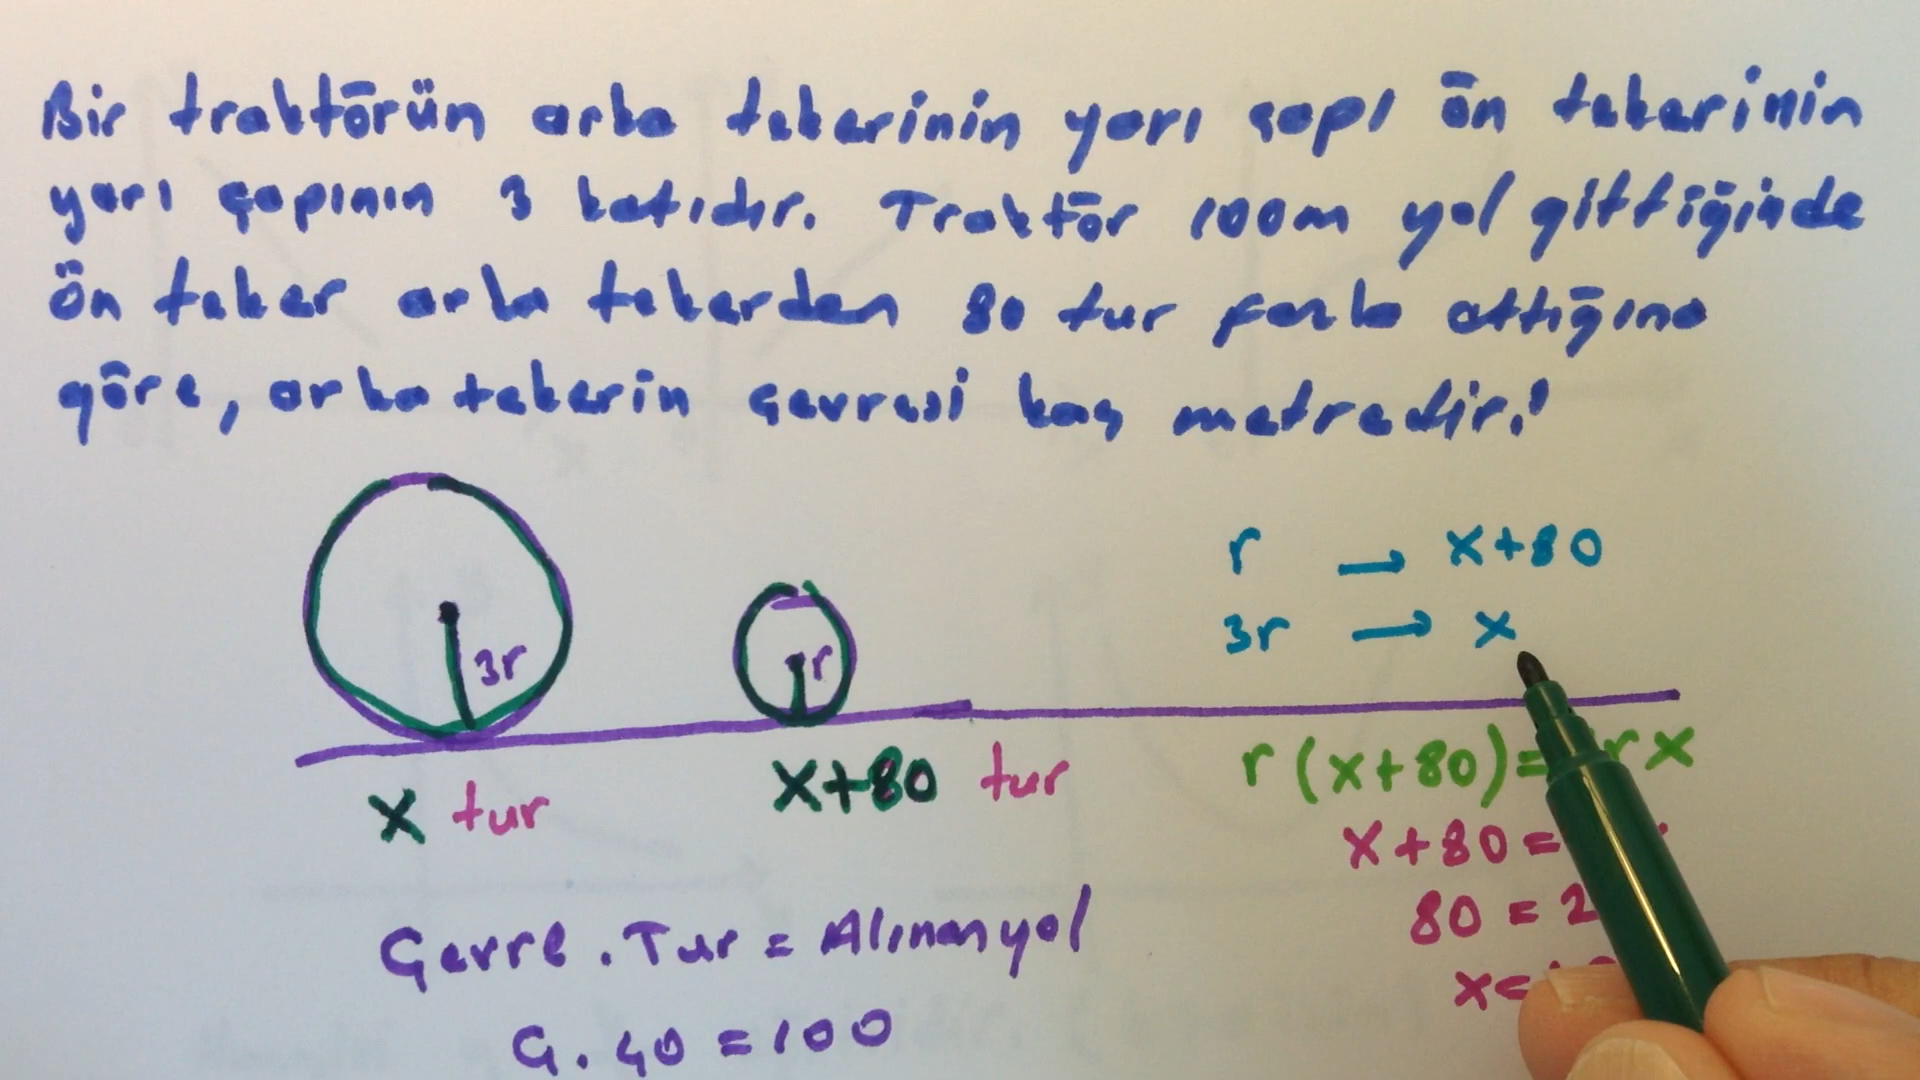 Bir traktörün arka tekerinin yarı çapı ön tekerinin
yarı çapının 3 katıdır. Traktör 100m yol gittiğinde
ön teker arka tekerden 80 tur fazla attığına
göre, arka tekerin çevresi kaç metredir?
r → x+80
3r → x
3r
r
x tur
x+80 tur
r(x+80)= rx
x+80=
80=2
x=
Çevre . Tur = Alınan yol
Ç. 40 = 100